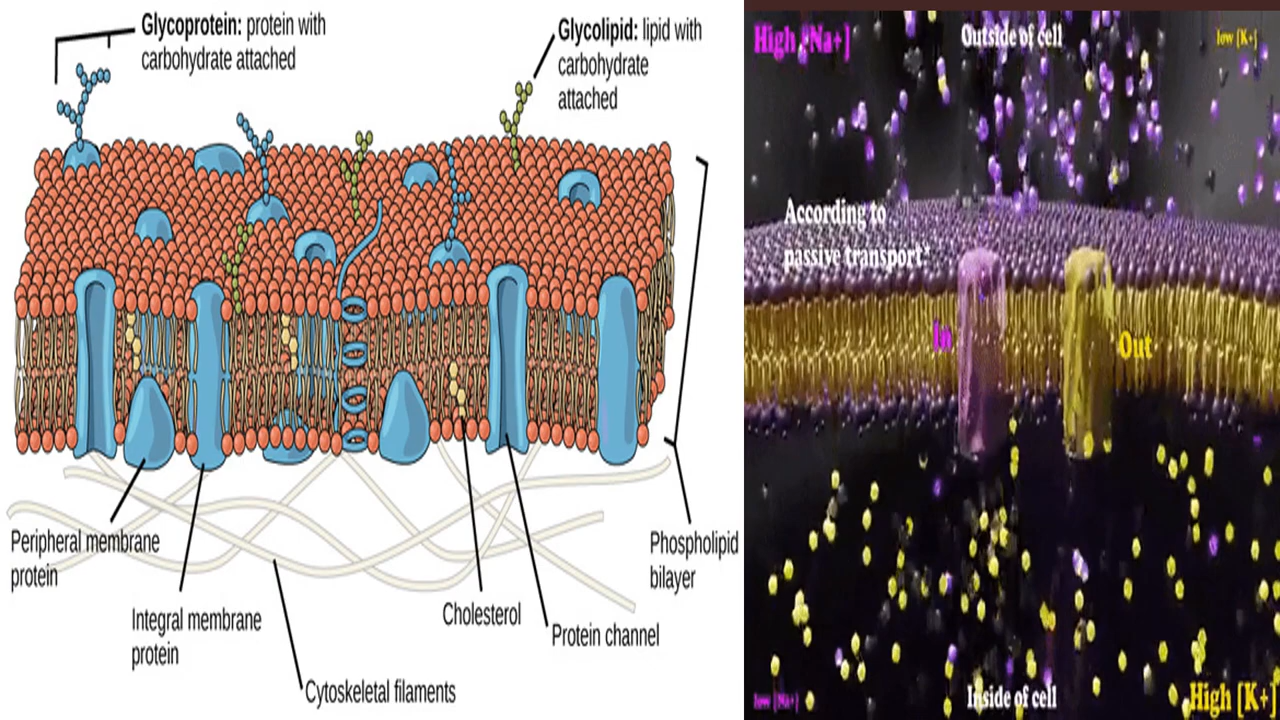 Glycoprotein: protein with
carbohydrate attached
Glycolipid: lipid with
carbohydrate
attached
Peripheral membrane
protein
Integral membrane
protein
Cytoskeletal filaments
Cholesterol
Protein channel
Phospholipid
bilayer
High [Na+]
Outside of cell
low [K+]
According to
passive transport*
In
Out
low [Na+]
Inside of cell
High [K+]